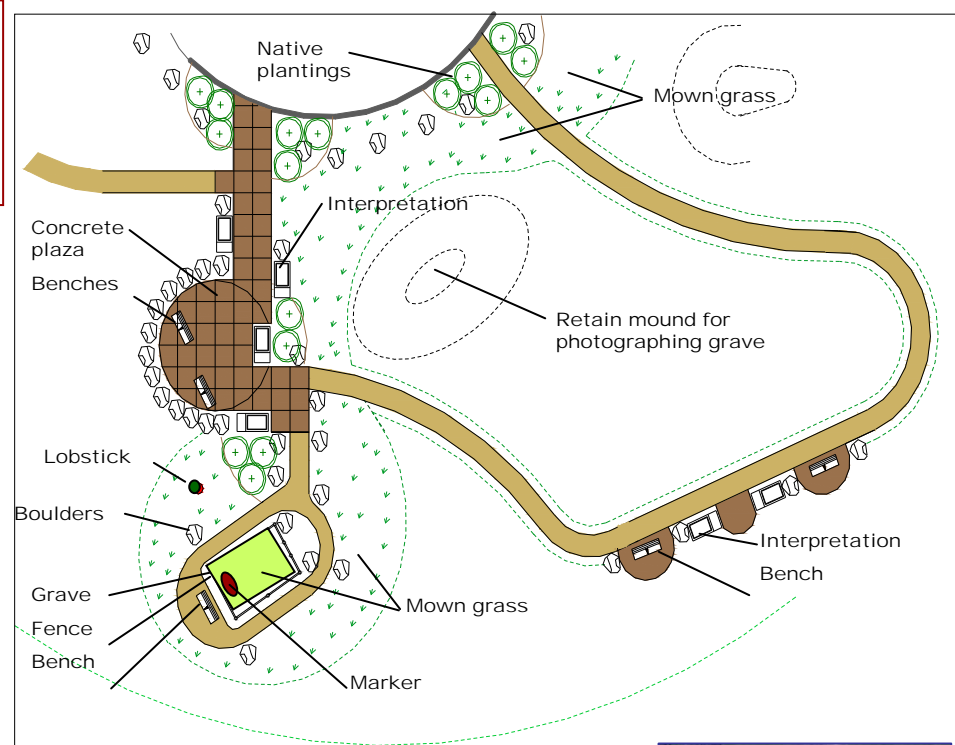 Native
plantings
Mown grass
Interpretation
Concrete
plaza
Benches
Retain mound for
photographing grave
Lobstick
Boulders
Interpretation
Bench
Grave
Mown grass
Fence
Bench
Marker